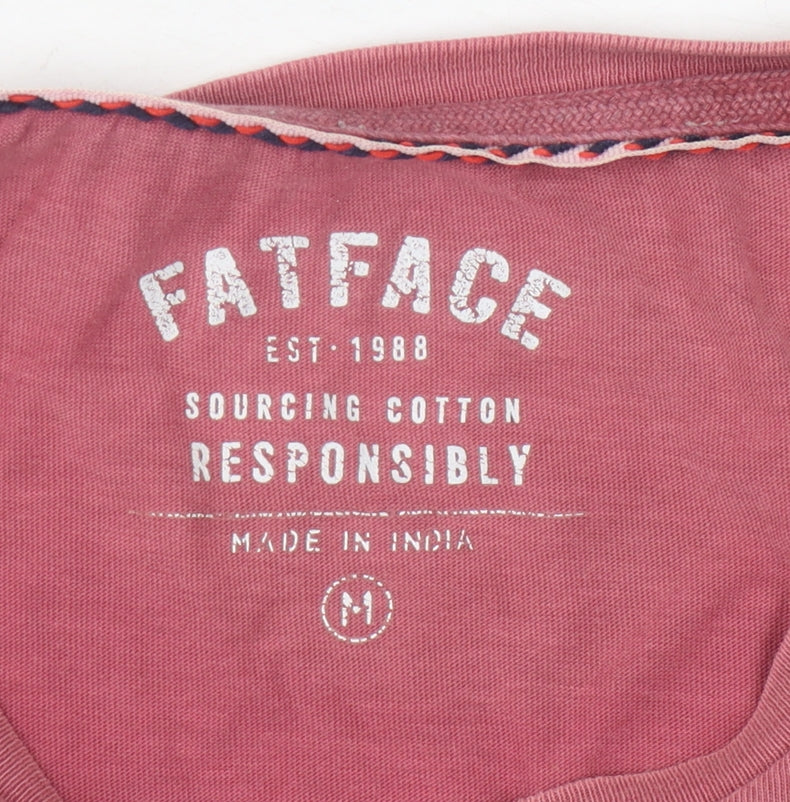 FATFACE
EST·1988
SOURCING COTTON
RESPONSIBLY
MADE IN INDIA
M